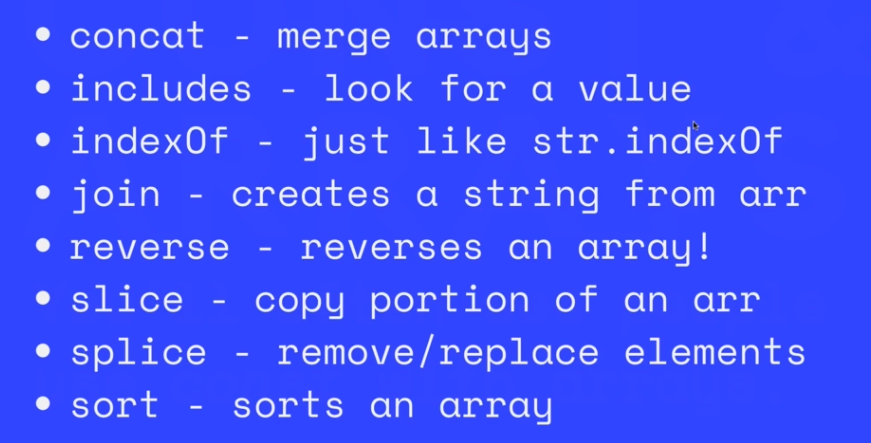 • concat - merge arrays
• includes - look for a value
• indexOf - just like str.indexOf
• join - creates a string from arr
• reverse - reverses an array!
• slice - copy portion of an arr
• splice - remove/replace elements
• sort - sorts an array